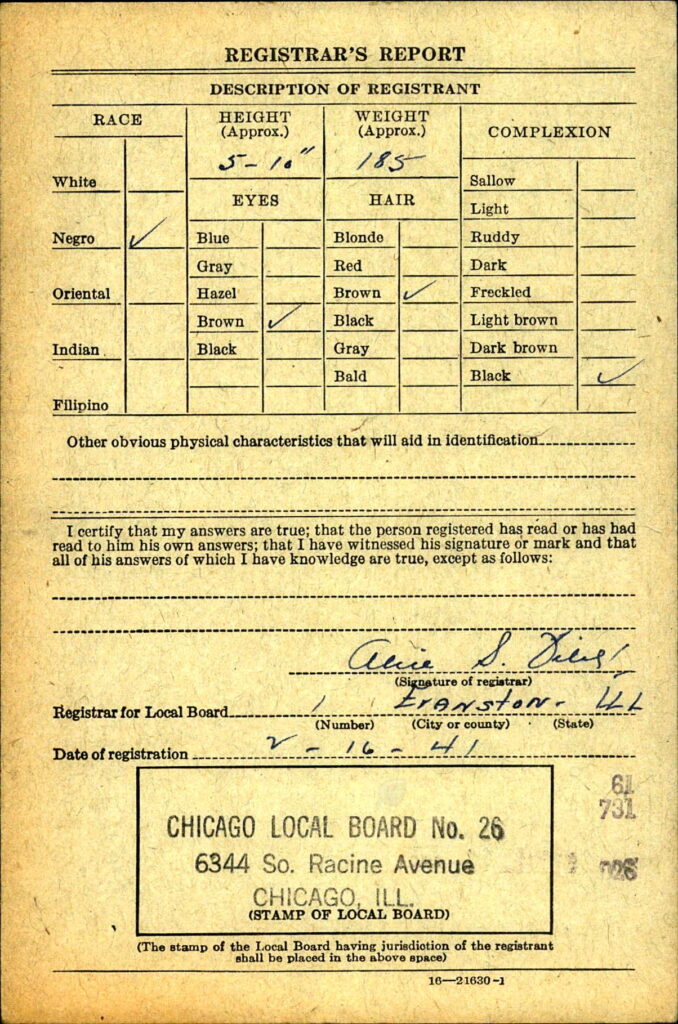 REGISTRAR'S REPORT
DESCRIPTION OF REGISTRANT
RACE
HEIGHT
(Approx.)
WEIGHT
(Approx.)
COMPLEXION
5-10"
185
White
EYES
HAIR
Sallow
Light
Negro ✓
Blue
Blonde
Ruddy
Gray
Red
Dark
Oriental
Hazel
Brown ✓
Freckled
Brown ✓
Black
Light brown
Indian
Black
Gray
Dark brown
Bald
Black ✓
Filipino
Other obvious physical characteristics that will aid in identification
I certify that my answers are true; that the person registered has read or has had
read to him his own answers; that I have witnessed his signature or mark and that
all of his answers of which I have knowledge are true, except as follows:
Alice S.
(Signature of registrar)
Registrar for Local Board 1 Evanston - Ill
(Number) (City or county) (State)
Date of registration 2-16-41
61
731
CHICAGO LOCAL BOARD No. 26
6344 So. Racine Avenue
026
CHICAGO, ILL.
(STAMP OF LOCAL BOARD)
(The stamp of the Local Board having jurisdiction of the registrant
shall be placed in the above space)
16—21630-1